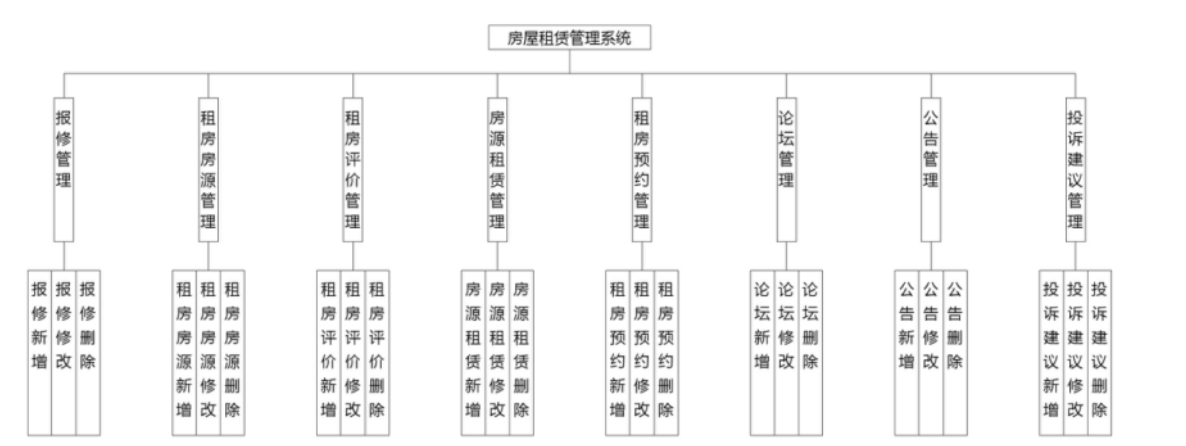 房屋租赁管理系统
报修管理
租房房源管理
租房评价管理
房源租赁管理
租房预约管理
论坛管理
公告管理
投诉建议管理
报修新增
报修修改
报修删除
租房房源新增
租房房源修改
租房房源删除
租房评价新增
租房评价修改
租房评价删除
房源租赁新增
房源租赁修改
房源租赁删除
租房预约新增
租房预约修改
租房预约删除
论坛新增
论坛修改
论坛删除
公告新增
公告修改
公告删除
投诉建议新增
投诉建议修改
投诉建议删除